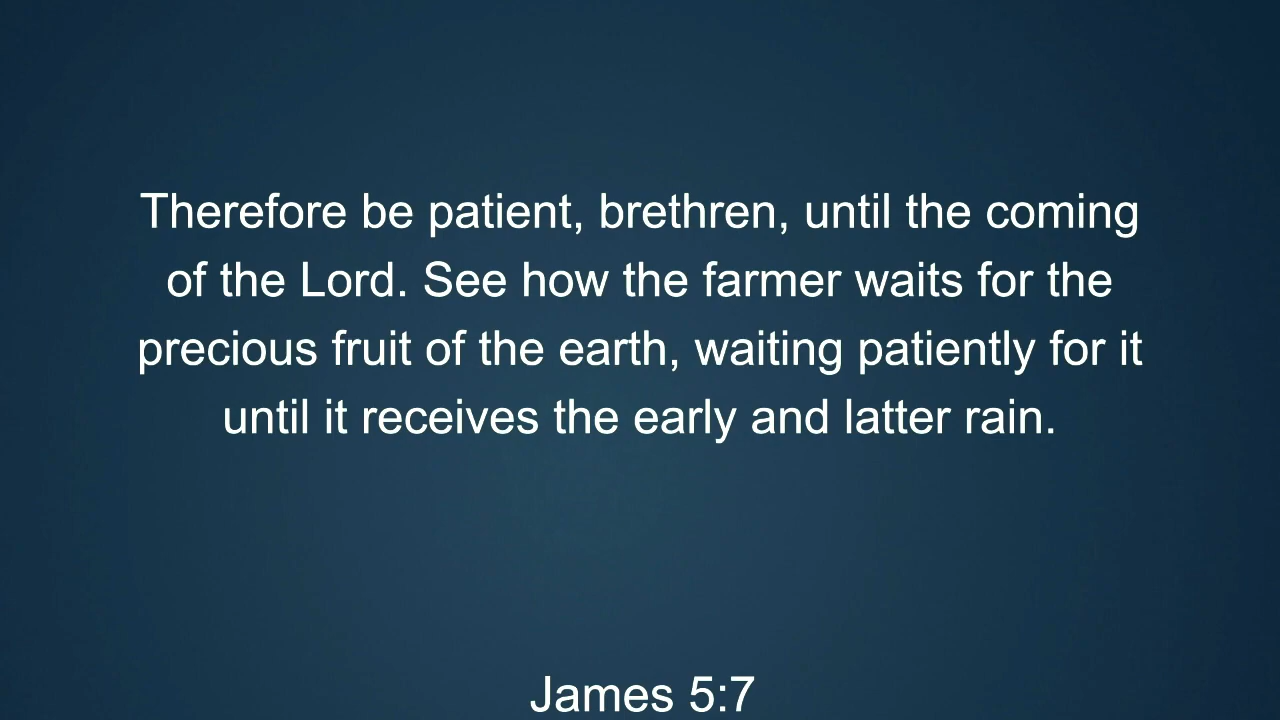 Therefore be patient, brethren, until the coming
of the Lord. See how the farmer waits for the
precious fruit of the earth, waiting patiently for it
until it receives the early and latter rain.
James 5:7